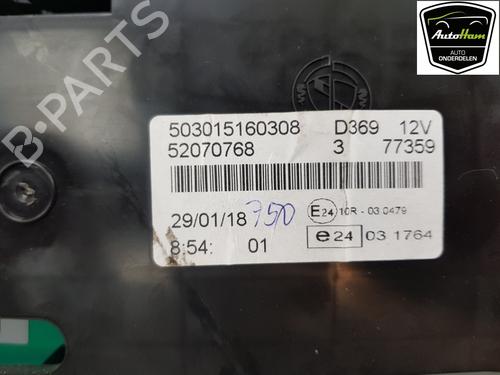 AutoHam
AUTO
ONDERDELEN
503015160308 D369 12V
52070768 3 77359
29/01/18 750 E24 10R - 03 0479
8:54: 01 e24 03 1764
B-PARTS